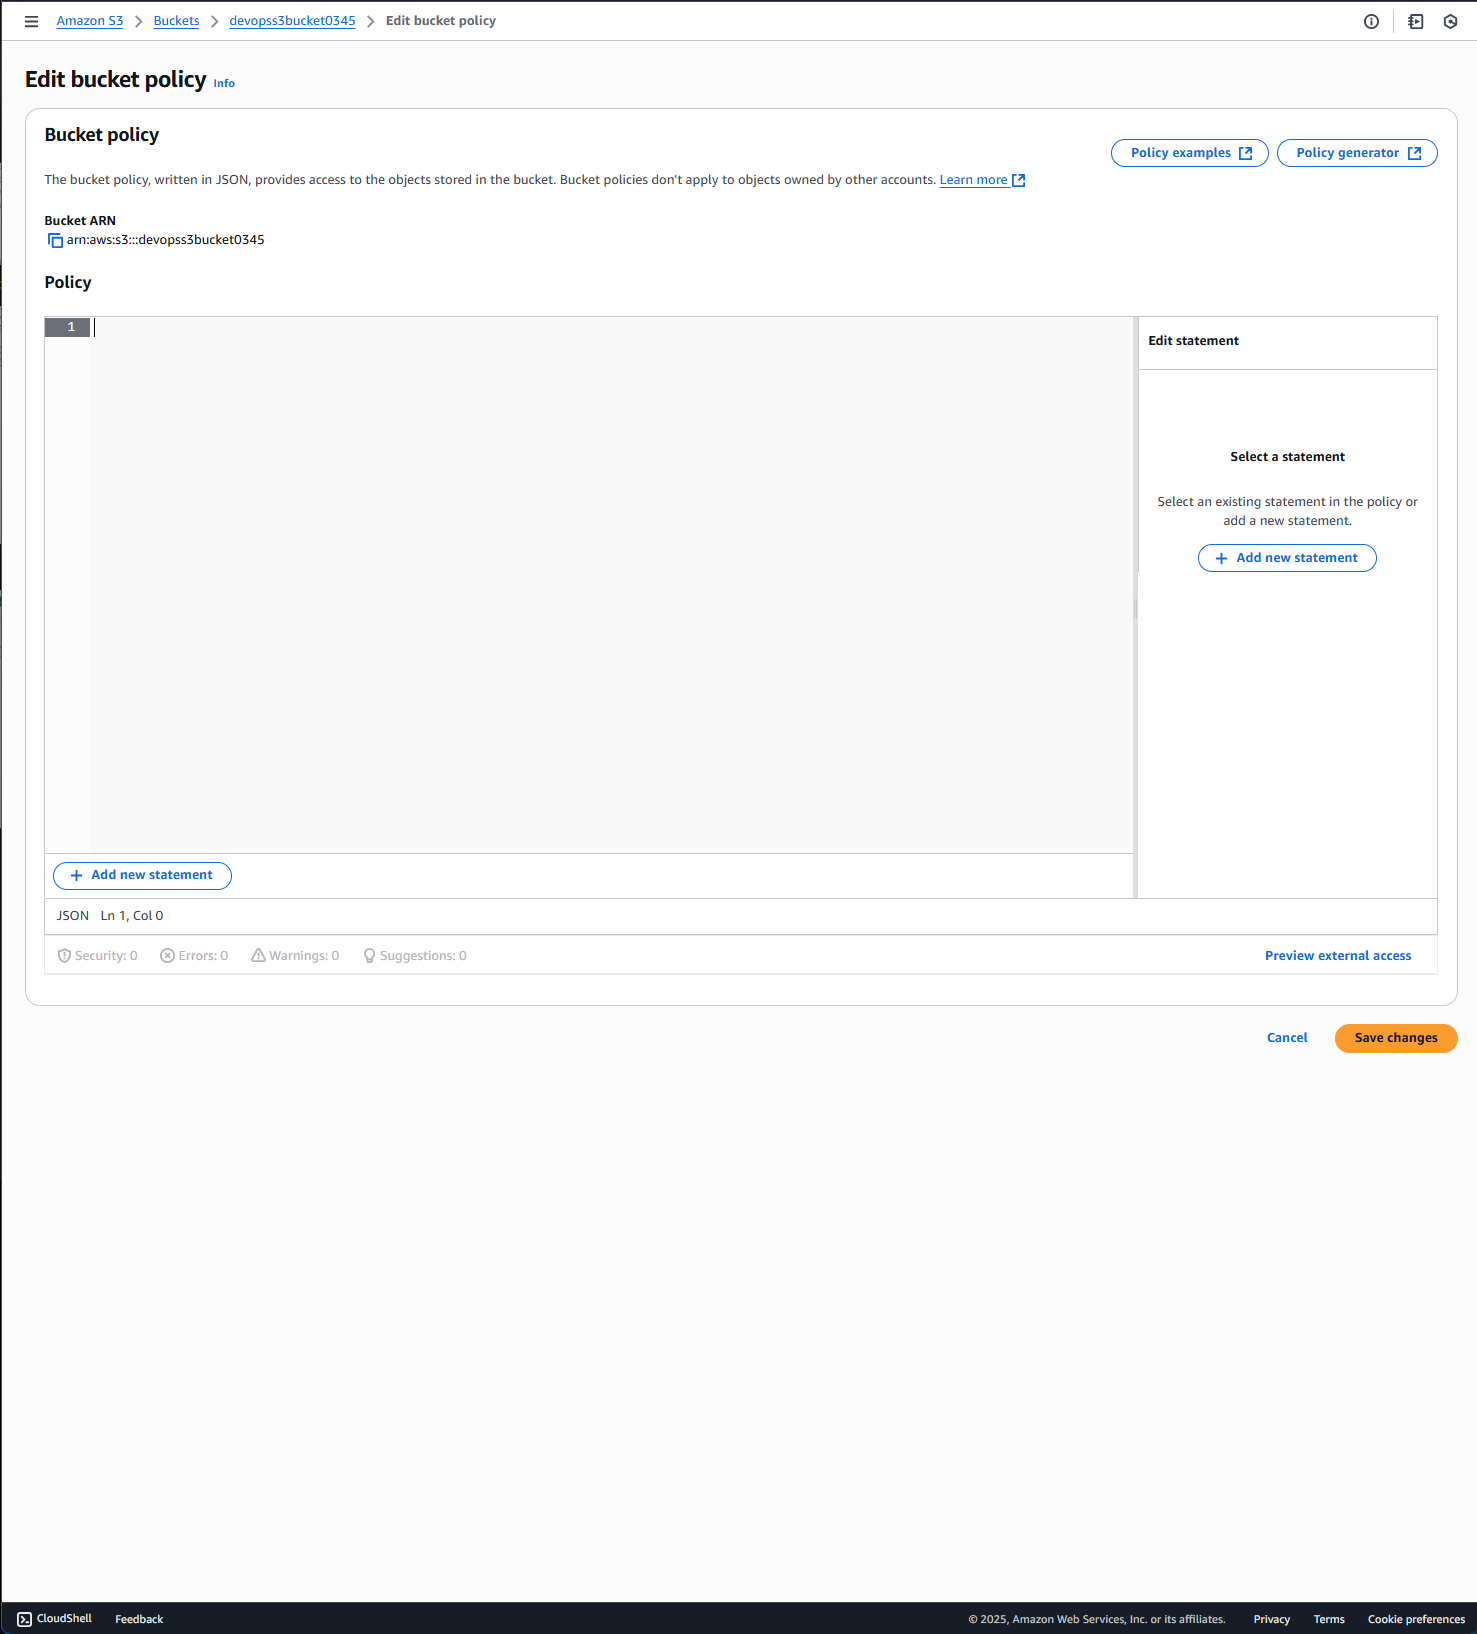 Amazon S3 > Buckets > devopss3bucket0345 > Edit bucket policy
Edit bucket policy Info
Bucket policy
Policy examples
Policy generator
The bucket policy, written in JSON, provides access to the objects stored in the bucket. Bucket policies don't apply to objects owned by other accounts. Learn more
Bucket ARN
arn:aws:s3:::devopss3bucket0345
Policy
1
Edit statement
Select a statement
Select an existing statement in the policy or
add a new statement.
+ Add new statement
+ Add new statement
JSON Ln 1, Col 0
Security: 0 Errors: 0 Warnings: 0 Suggestions: 0
Preview external access
Cancel
Save changes
CloudShell Feedback © 2025, Amazon Web Services, Inc. or its affiliates. Privacy Terms Cookie preferences